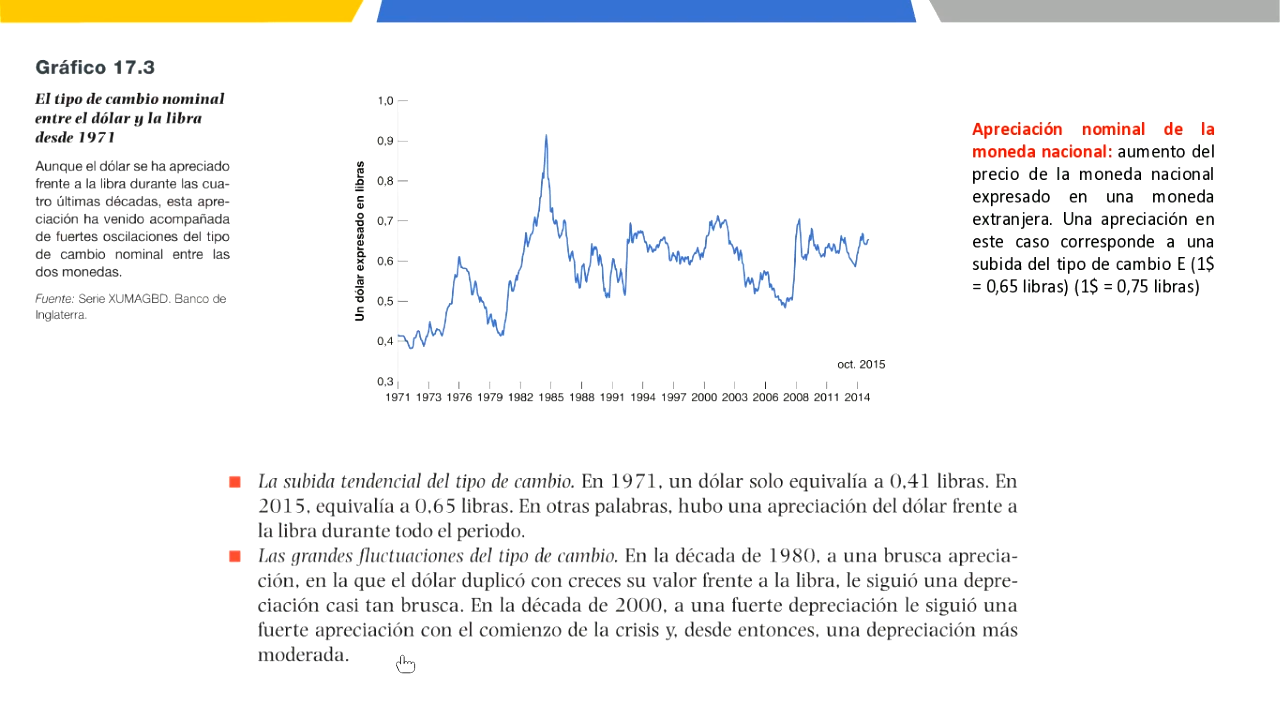 Gráfico 17.3
El tipo de cambio nominal
entre el dólar y la libra
desde 1971
Aunque el dólar se ha apreciado
frente a la libra durante las cua-
tro últimas décadas, esta apre-
ciación ha venido acompañada
de fuertes oscilaciones del tipo
de cambio nominal entre las
dos monedas.
Fuente: Serie XUMAGBD. Banco de
Inglaterra.
Un dólar expresado en libras
1,0
0,9
0,8
0,7
0,6
0,5
0,4
0,3
oct. 2015
1971 1973 1976 1979 1982 1985 1988 1991 1994 1997 2000 2003 2006 2008 2011 2014
Apreciación nominal de la
moneda nacional: aumento del
precio de la moneda nacional
expresado en una moneda
extranjera. Una apreciación en
este caso corresponde a una
subida del tipo de cambio E (1$
= 0,65 libras) (1$ = 0,75 libras)
La subida tendencial del tipo de cambio. En 1971, un dólar solo equivalía a 0,41 libras. En
2015, equivalía a 0,65 libras. En otras palabras, hubo una apreciación del dólar frente a
la libra durante todo el periodo.
Las grandes fluctuaciones del tipo de cambio. En la década de 1980, a una brusca aprecia-
ción, en la que el dólar duplicó con creces su valor frente a la libra, le siguió una depre-
ciación casi tan brusca. En la década de 2000, a una fuerte depreciación le siguió una
fuerte apreciación con el comienzo de la crisis y, desde entonces, una depreciación más
moderada.